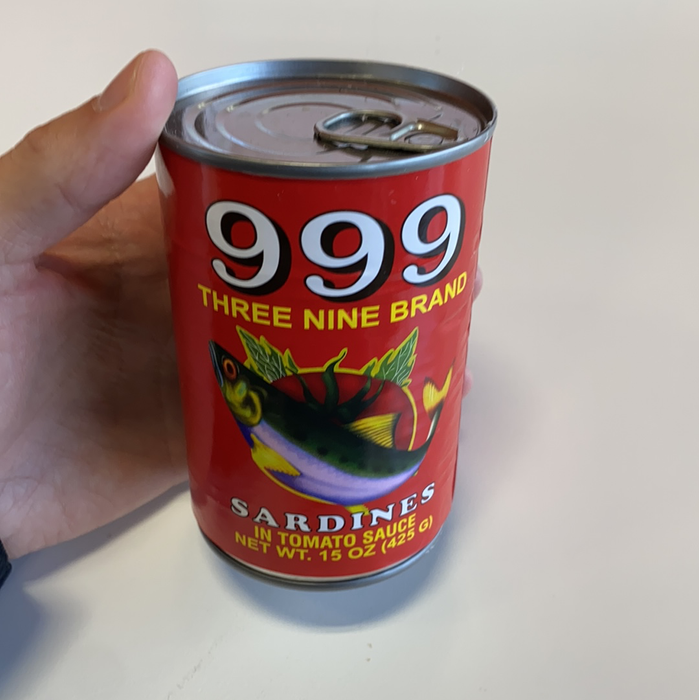 999
THREE NINE BRAND
SARDINES
IN TOMATO SAUCE
NET WT. 15 OZ (425 G)